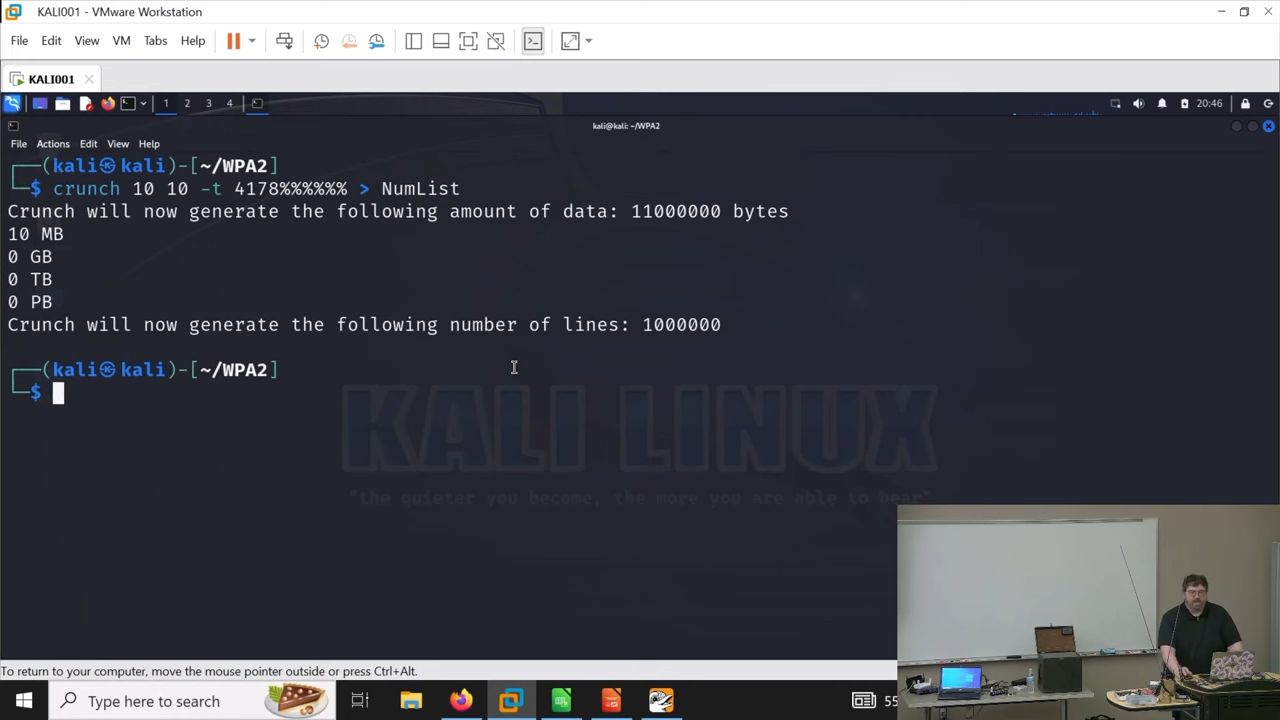 KALI001 - VMware Workstation
File Edit View VM Tabs Help
KALI001
1 2 3 4 20:46
kali@kali: ~/WPA2
File Actions Edit View Help
┌──(kali㉿kali)-[~/WPA2]
└─$ crunch 10 10 -t 4178%%%%%% > NumList
Crunch will now generate the following amount of data: 11000000 bytes
10 MB
0 GB
0 TB
0 PB
Crunch will now generate the following number of lines: 1000000
┌──(kali㉿kali)-[~/WPA2]
└─$
KALI LINUX
"the quieter you become, the more you are able to hear"
To return to your computer, move the mouse pointer outside or press Ctrl+Alt.
Type here to search
55